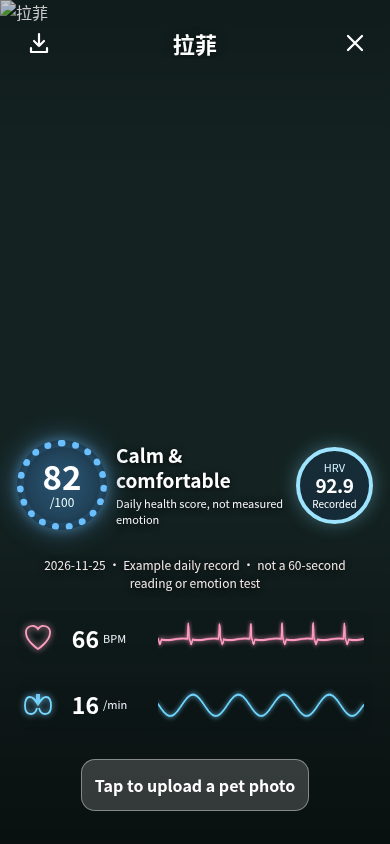 拉菲
拉菲
82
/100
Calm &
comfortable
Daily health score, not measured
emotion
HRV
92.9
Recorded
2026-11-25 • Example daily record • not a 60-second
reading or emotion test
66 BPM
16 /min
Tap to upload a pet photo